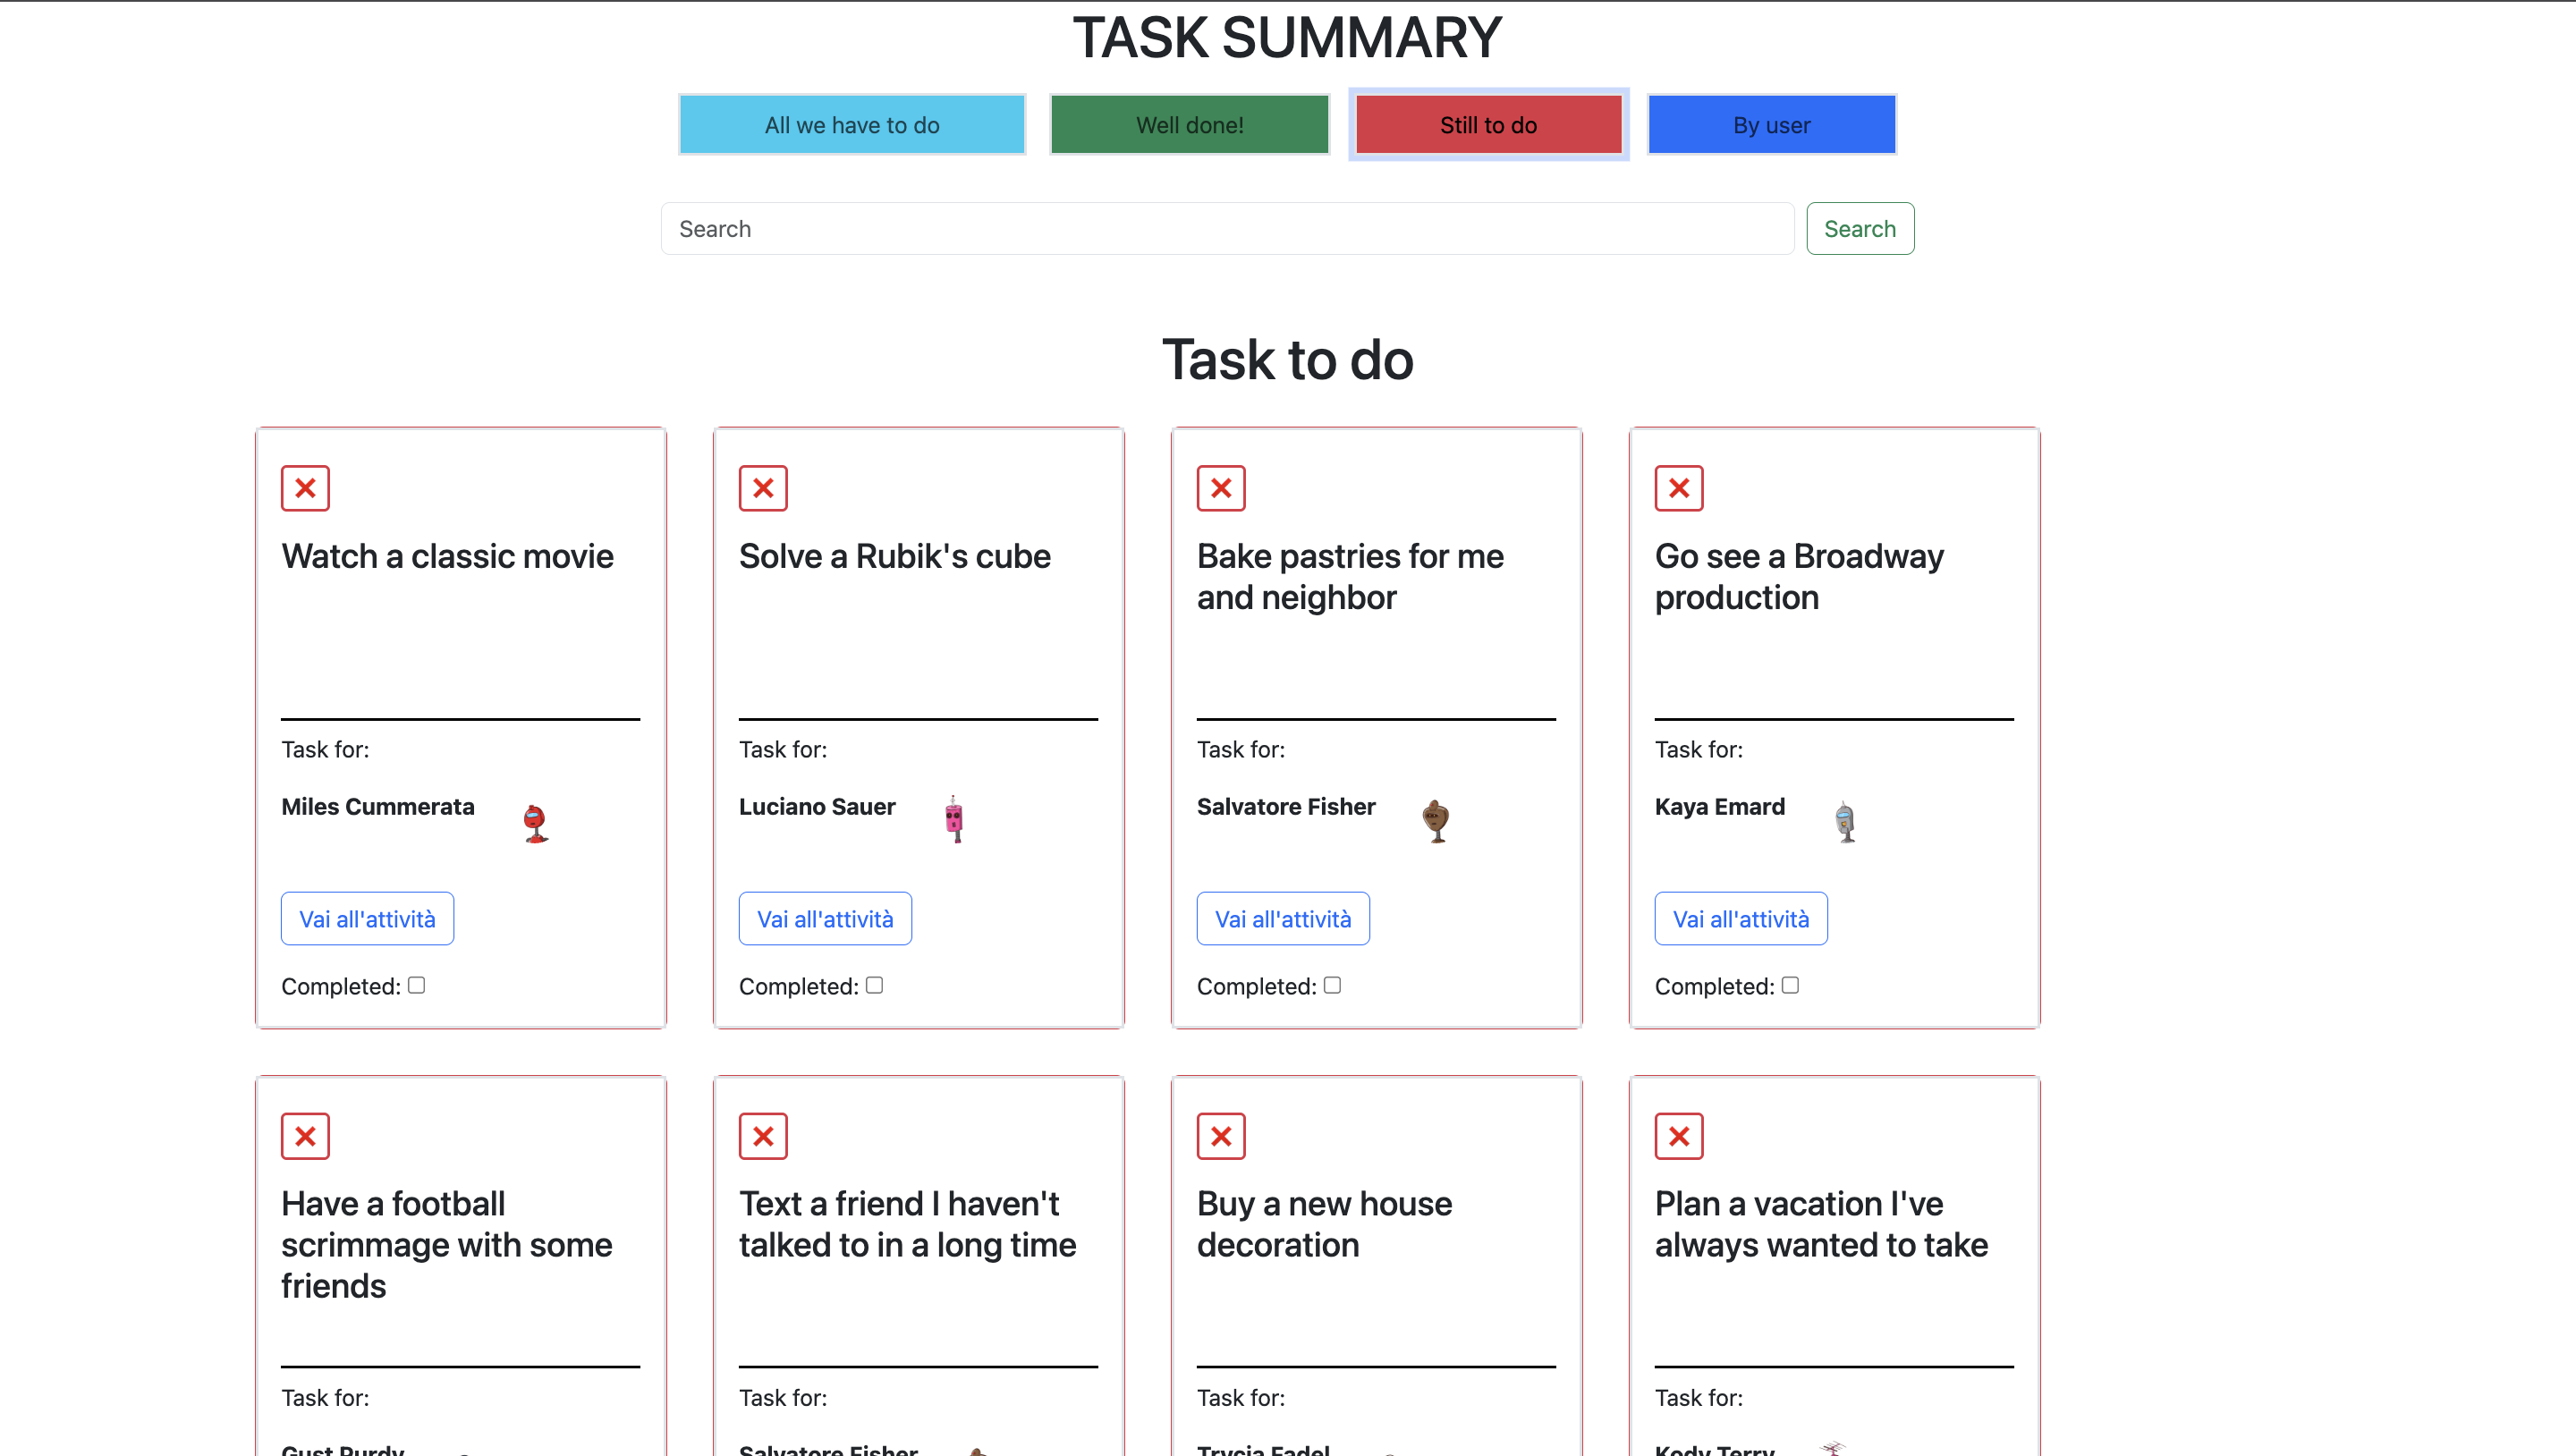 TASK SUMMARY
All we have to do
Well done!
Still to do
By user
Search
Search
Task to do
Watch a classic movie
Task for:
Miles Cummerata
Vai all'attività
Completed:
Solve a Rubik's cube
Task for:
Luciano Sauer
Vai all'attività
Completed:
Bake pastries for me
and neighbor
Task for:
Salvatore Fisher
Vai all'attività
Completed:
Go see a Broadway
production
Task for:
Kaya Emard
Vai all'attività
Completed:
Have a football
scrimmage with some
friends
Task for:
Gust Purdy
Text a friend I haven't
talked to in a long time
Task for:
Salvatore Fisher
Buy a new house
decoration
Task for:
Trycia Fadel
Plan a vacation I've
always wanted to take
Task for:
Kody Terry